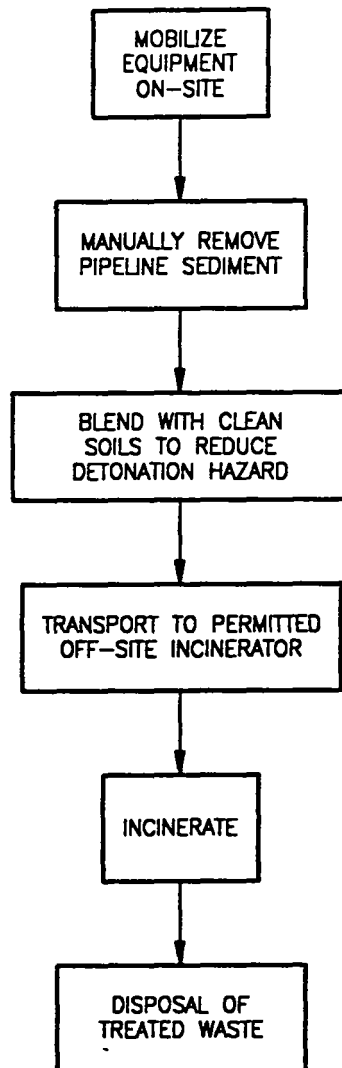 MOBILIZE
EQUIPMENT
ON-SITE
MANUALLY REMOVE
PIPELINE SEDIMENT
BLEND WITH CLEAN
SOILS TO REDUCE
DETONATION HAZARD
TRANSPORT TO PERMITTED
OFF-SITE INCINERATOR
INCINERATE
DISPOSAL OF
TREATED WASTE